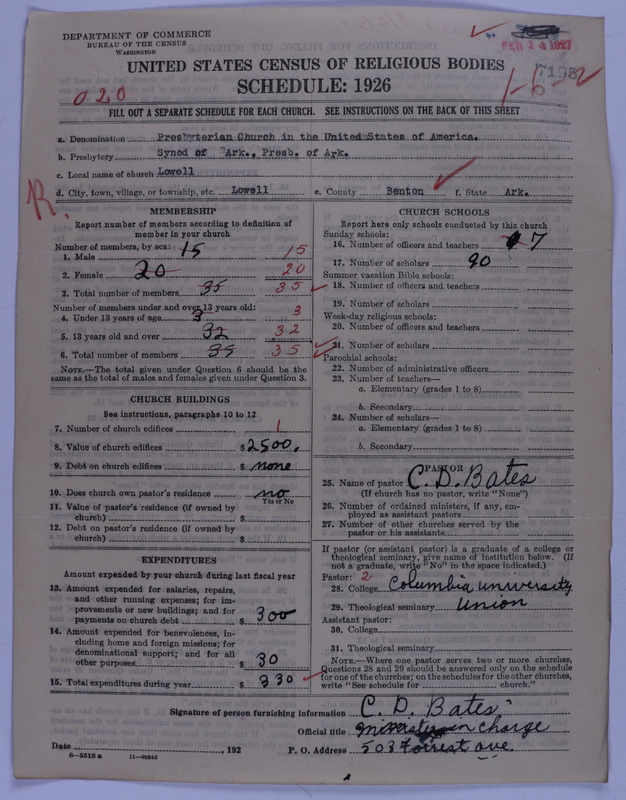 DEPARTMENT OF COMMERCE
BUREAU OF THE CENSUS
WASHINGTON
FEB 14 1927
7195
1-6-2
UNITED STATES CENSUS OF RELIGIOUS BODIES
SCHEDULE: 1926
020
FILL OUT A SEPARATE SCHEDULE FOR EACH CHURCH. SEE INSTRUCTIONS ON THE BACK OF THIS SHEET
a. Denomination Presbyterian Church in the United States of America.
b. Presbytery Synod of Ark., Presb. of Ark.
c. Local name of church Lowell
d. City, town, village, or township, etc. Lowell e. County Benton f. State Ark.
R.
MEMBERSHIP
Report number of members according to definition of
member in your church
Number of members, by sex:
1. Male 15 15
2. Female 20 20
3. Total number of members 35 35
Number of members under and over 13 years old:
4. Under 13 years of age 3 3
5. 13 years old and over 32 32
6. Total number of members 35 35
NOTE.—The total given under Question 6 should be the
same as the total of males and females given under Question 3.
CHURCH BUILDINGS
See instructions, paragraphs 10 to 12
7. Number of church edifices 1
8. Value of church edifices $ 2500.
9. Debt on church edifices $ none
10. Does church own pastor's residence no
Yes or No
11. Value of pastor's residence (if owned by
church) $
12. Debt on pastor's residence (if owned by
church) $
EXPENDITURES
Amount expended by your church during last fiscal year
13. Amount expended for salaries, repairs,
and other running expenses; for im-
provements or new buildings; and for
payments on church debt $ 300
14. Amount expended for benevolences, in-
cluding home and foreign missions; for
denominational support; and for all
other purposes $ 30
15. Total expenditures during year $ 330
CHURCH SCHOOLS
Report here only schools conducted by this church
Sunday schools:
16. Number of officers and teachers 7
17. Number of scholars 90
Summer vacation Bible schools:
18. Number of officers and teachers
19. Number of scholars
Week-day religious schools:
20. Number of officers and teachers
21. Number of scholars
Parochial schools:
22. Number of administrative officers
23. Number of teachers—
a. Elementary (grades 1 to 8)
b. Secondary
24. Number of scholars—
a. Elementary (grades 1 to 8)
b. Secondary
PASTOR
25. Name of pastor C. D. Bates
(If church has no pastor, write "None")
26. Number of ordained ministers, if any, em-
ployed as assistant pastors
27. Number of other churches served by the
pastor or his assistants
If pastor (or assistant pastor) is a graduate of a college or
theological seminary, give name of institution below. (If
not a graduate, write "No" in the space indicated.)
Pastor: 2
28. College Columbia University
29. Theological seminary Union
Assistant pastor:
30. College
31. Theological seminary
NOTE.—Where one pastor serves two or more churches,
Questions 28 and 29 should be answered only on the schedule
for one of the churches; on the schedules for the other churches,
write "See schedule for church."
Signature of person furnishing information C. D. Bates
Official title Minister in charge
Date , 192 P. O. Address 503 Forrest ave.
6—5518 a 11—9054d